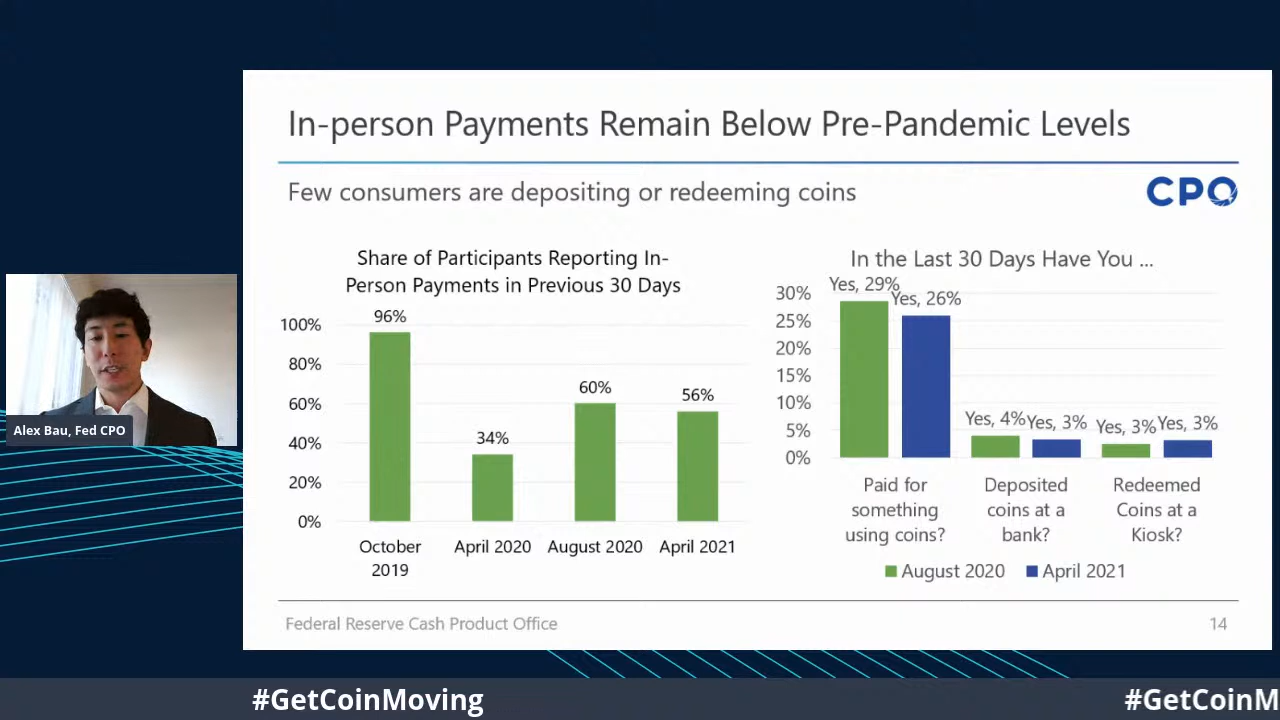 In-person Payments Remain Below Pre-Pandemic Levels
Few consumers are depositing or redeeming coins
CPO
Share of Participants Reporting In-
Person Payments in Previous 30 Days
100%
80%
60%
40%
20%
0%
96%
34%
60%
56%
October
2019
April 2020
August 2020
April 2021
In the Last 30 Days Have You ...
30%
25%
20%
15%
10%
5%
0%
Yes, 29%
Yes, 26%
Yes, 4%
Yes, 3%
Yes, 3%
Yes, 3%
Paid for
something
using coins?
Deposited
coins at a
bank?
Redeemed
Coins at a
Kiosk?
August 2020
April 2021
Federal Reserve Cash Product Office
14
Alex Bau, Fed CPO
#GetCoinMoving
#GetCoinM